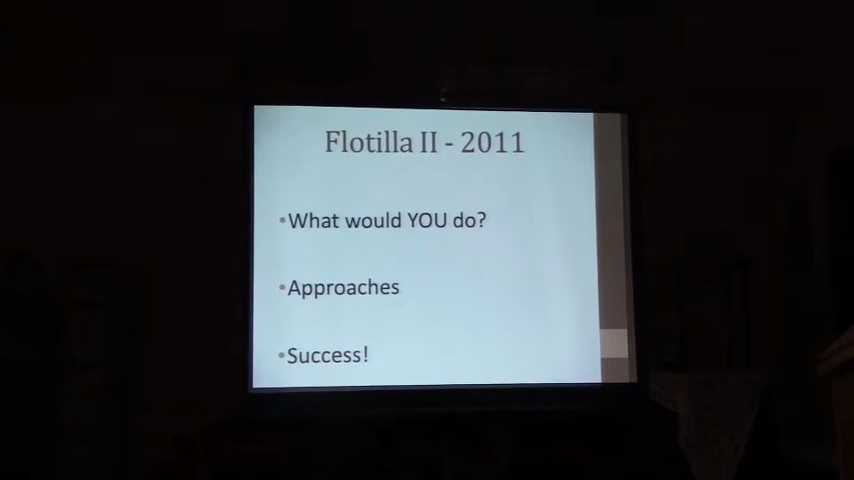 Flotilla II - 2011
•What would YOU do?
•Approaches
•Success!